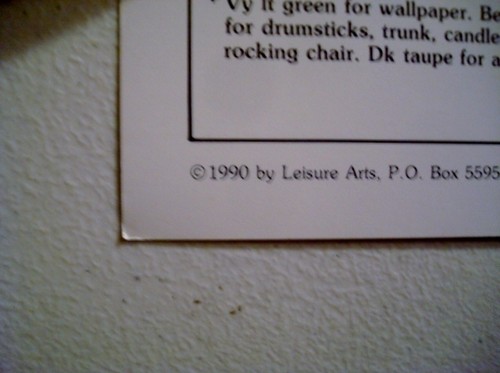 Vy lt green for wallpaper. Be
for drumsticks, trunk, candle
rocking chair. Dk taupe for a
©1990 by Leisure Arts, P.O. Box 5595